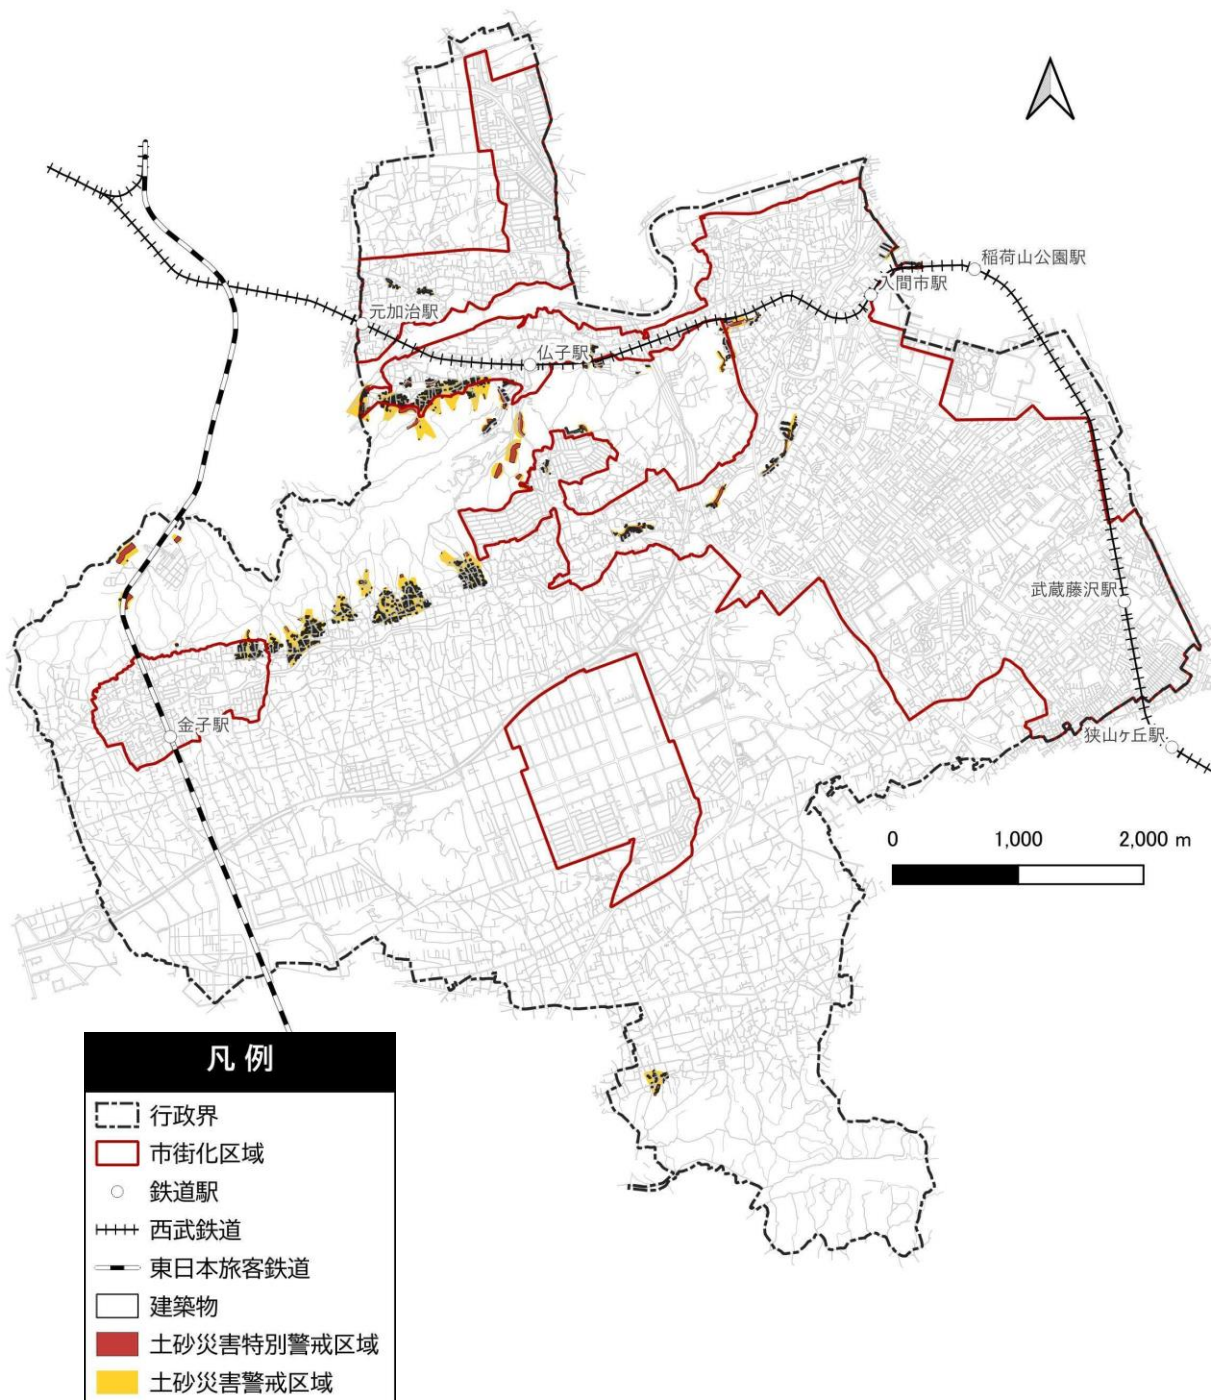 稲荷山公園駅
入間市駅
元加治駅
仏子駅
武蔵藤沢駅
金子駅
狭山ヶ丘駅
0 1,000 2,000 m
凡例
行政界
市街化区域
鉄道駅
西武鉄道
東日本旅客鉄道
建築物
土砂災害特別警戒区域
土砂災害警戒区域